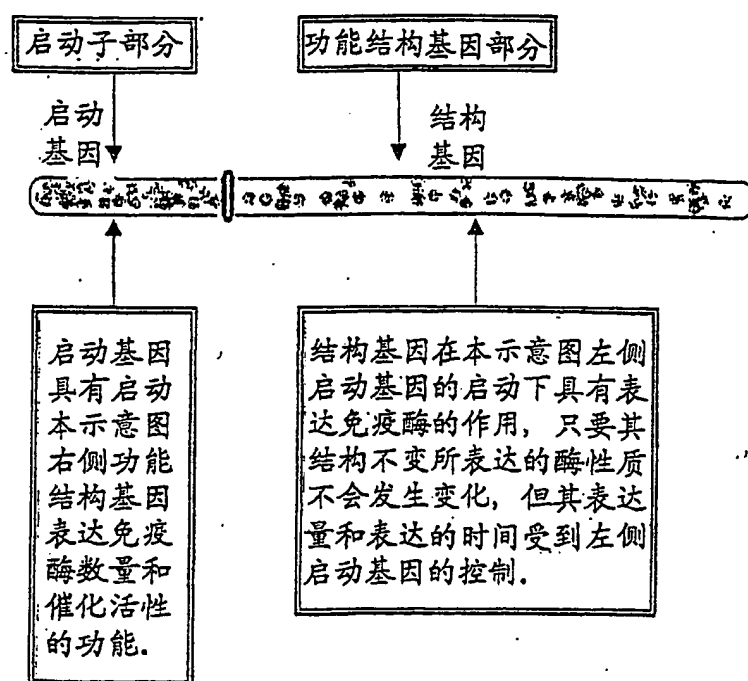 启动子部分
功能结构基因部分
启动
基因
结构
基因
启动基因
具有启动
本示意图
右侧功能
结构基因
表达免疫
酶数量和
催化活性
的功能.
结构基因在本示意图左侧
启动基因的启动下具有表
达免疫酶的作用, 只要其
结构不变所表达的酶性质
不会发生变化, 但其表达
量和表达的时间受到左侧
启动基因的控制.